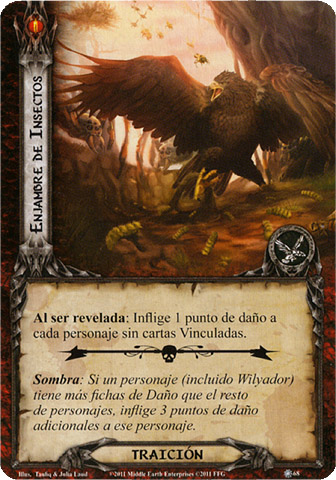 Enjambre de Insectos
Al ser revelada: Inflige 1 punto de daño a
cada personaje sin cartas Vinculadas.
Sombra: Si un personaje (incluido Wilyador)
tiene más fichas de Daño que el resto
de personajes, inflige 3 puntos de daño
adicionales a ese personaje.
TRAICIÓN
Illus. Tauliq & Julia Laud
©2011 Middle Earth Enterprises ©2011 FFG
68